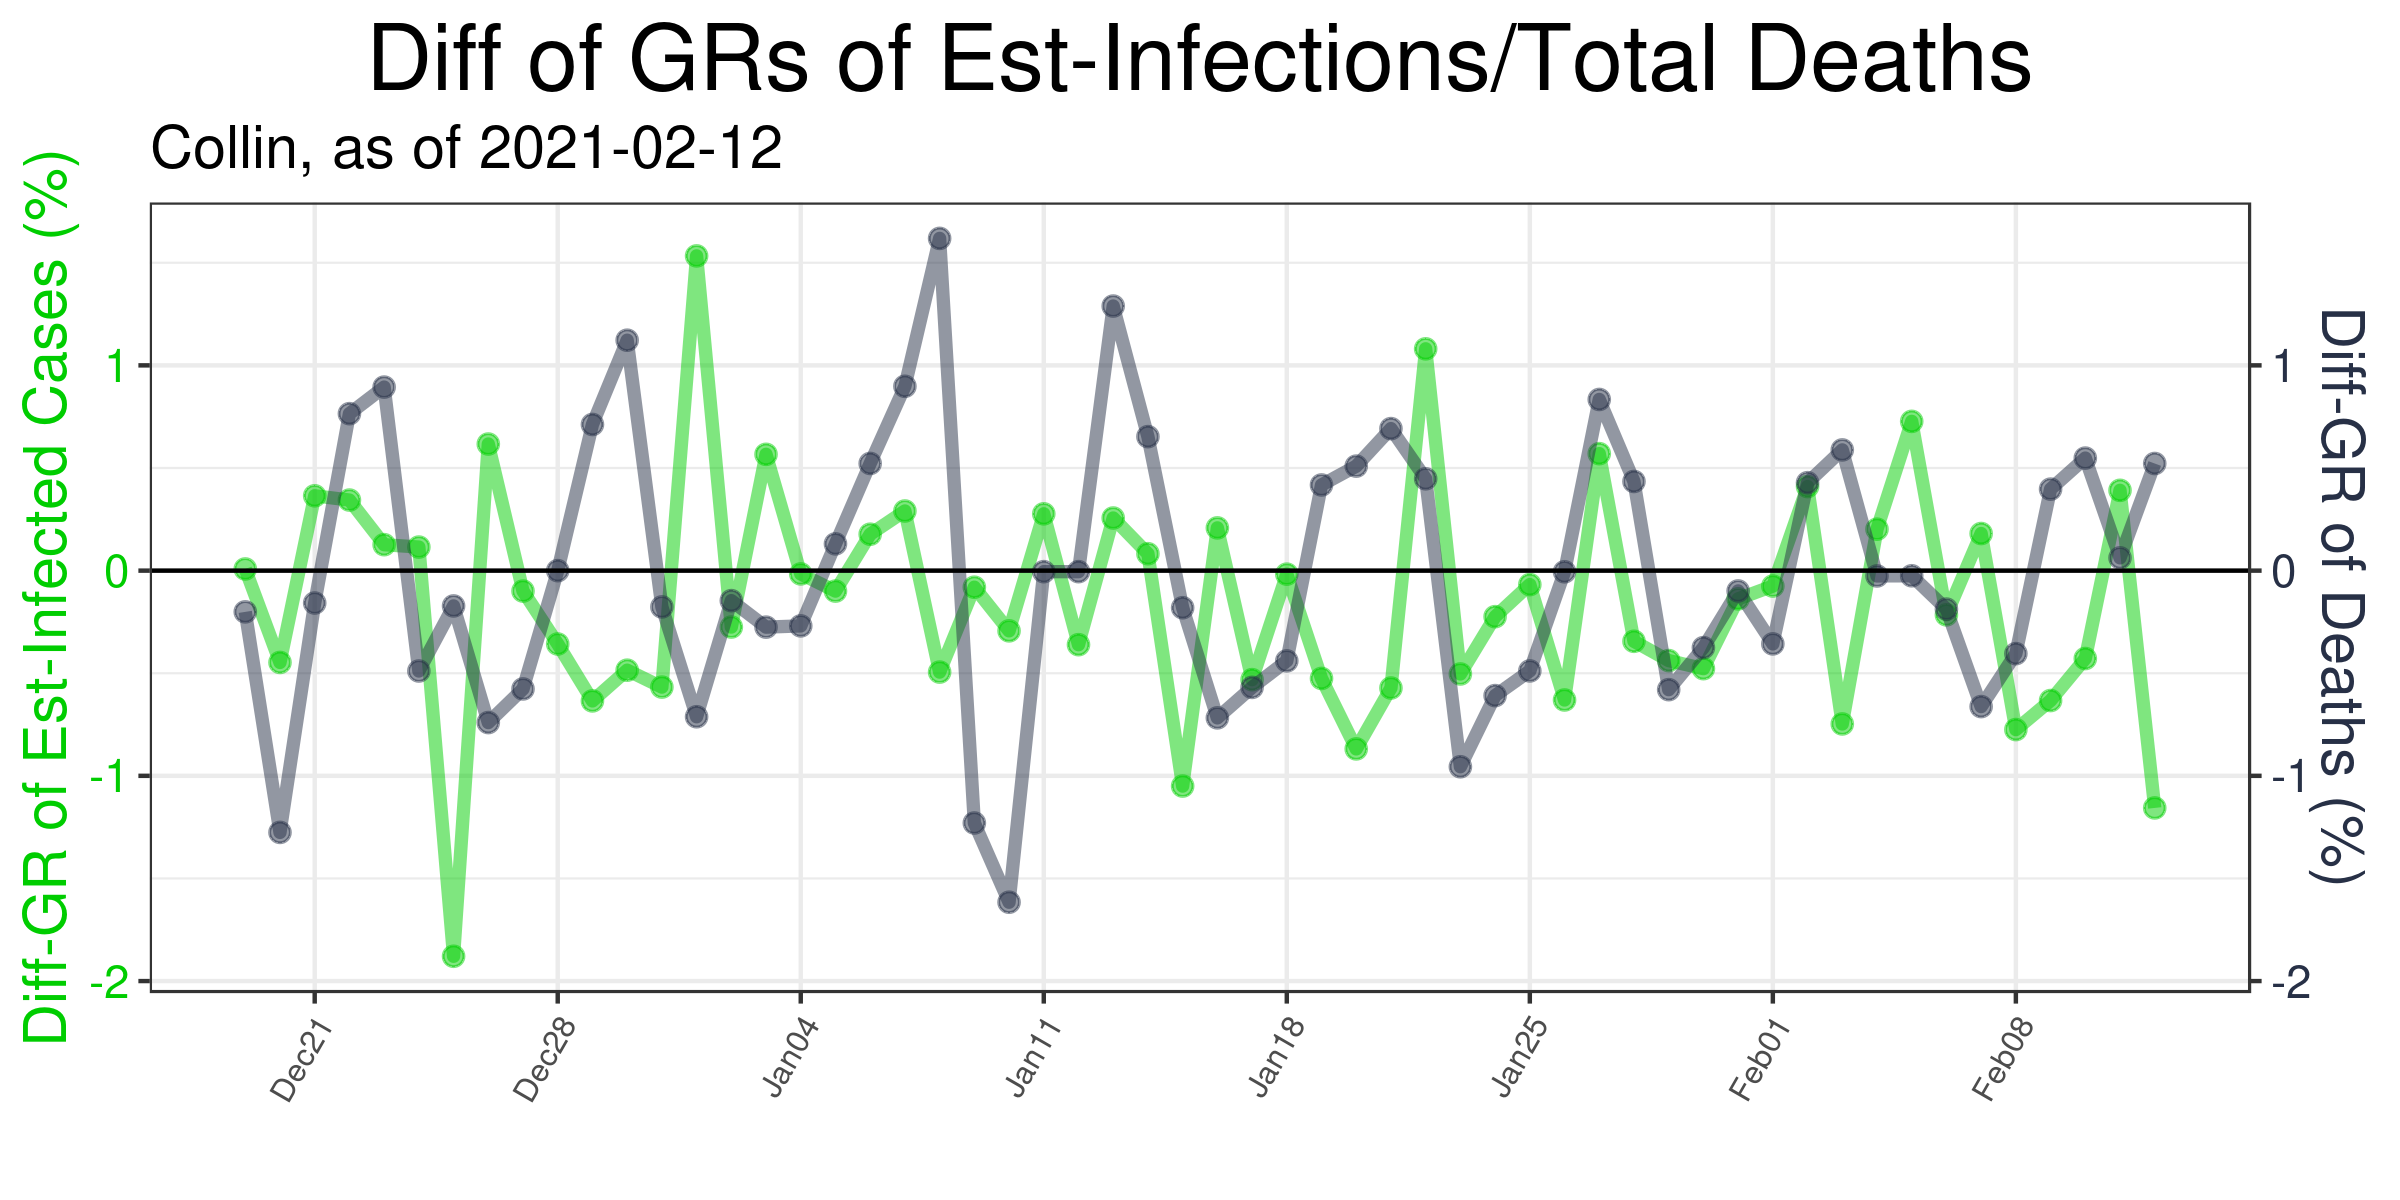 Diff of GRs of Est-Infections/Total Deaths
Collin, as of 2021-02-12
Diff-GR of Est-Infected Cases (%)
1
0
-1
-2
1
0
-1
-2
Diff-GR of Deaths (%)
Dec21
Dec28
Jan04
Jan11
Jan18
Jan25
Feb01
Feb08